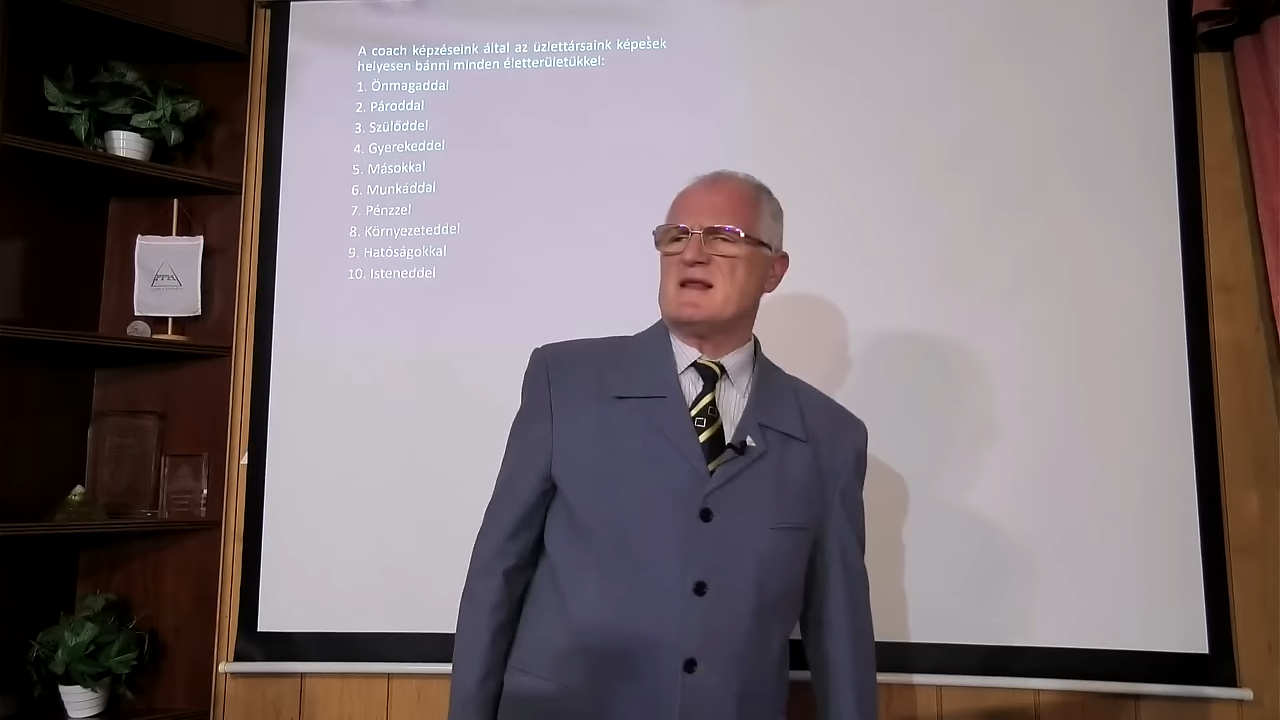 A coach képzéseink által az üzlettársaink képesek
helyesen bánni minden életterületükkel:
1. Önmagaddal
2. Pároddal
3. Szülőddel
4. Gyerekeddel
5. Másokkal
6. Munkáddal
7. Pénzzel
8. Környezeteddel
9. Hatóságokkal
10. Isteneddel